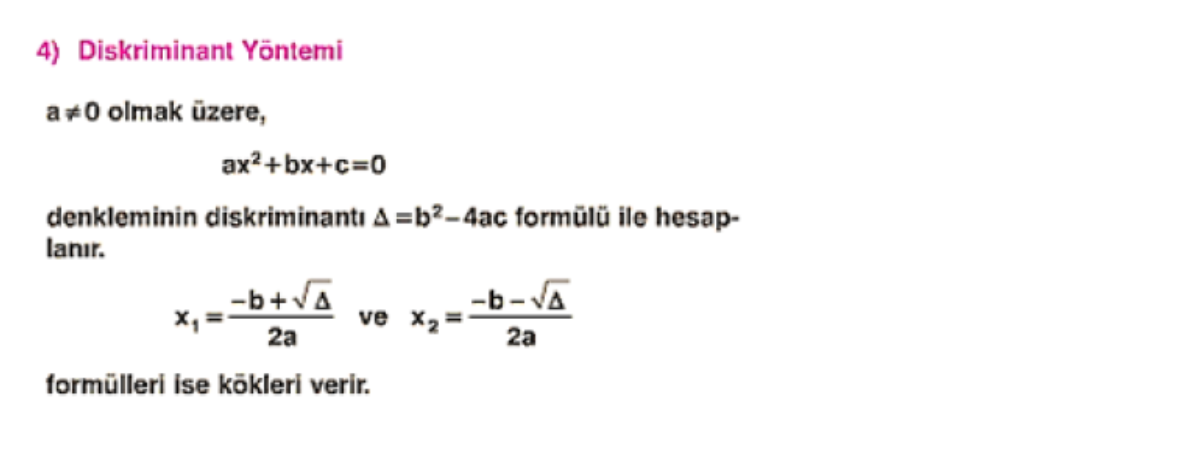 4) Diskriminant Yöntemi
a≠0 olmak üzere,
ax²+bx+c=0
denkleminin diskriminantı Δ=b²–4ac formülü ile hesap-
lanır.
x₁ = (–b + √Δ) / 2a ve x₂ = (–b – √Δ) / 2a
formülleri ise kökleri verir.